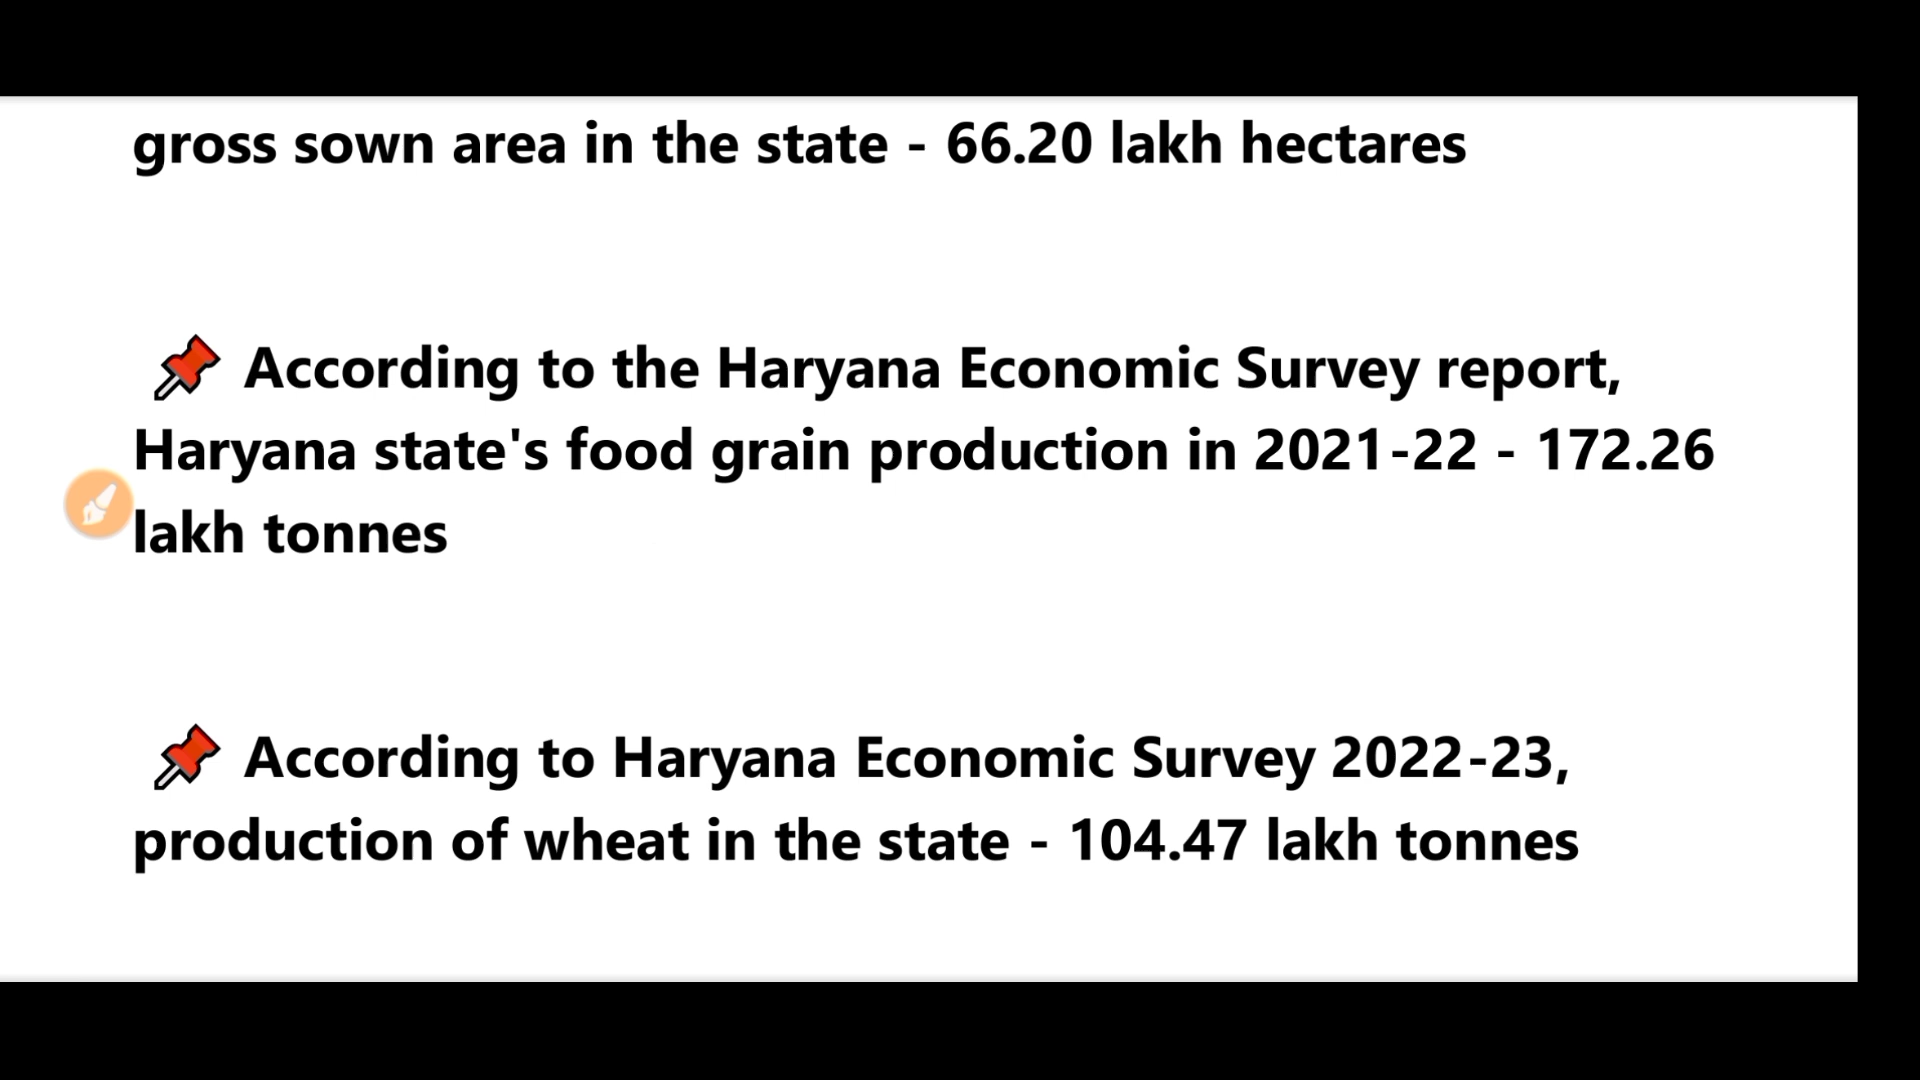 gross sown area in the state - 66.20 lakh hectares
📌 According to the Haryana Economic Survey report,
Haryana state's food grain production in 2021-22 - 172.26
lakh tonnes
📌 According to Haryana Economic Survey 2022-23,
production of wheat in the state - 104.47 lakh tonnes